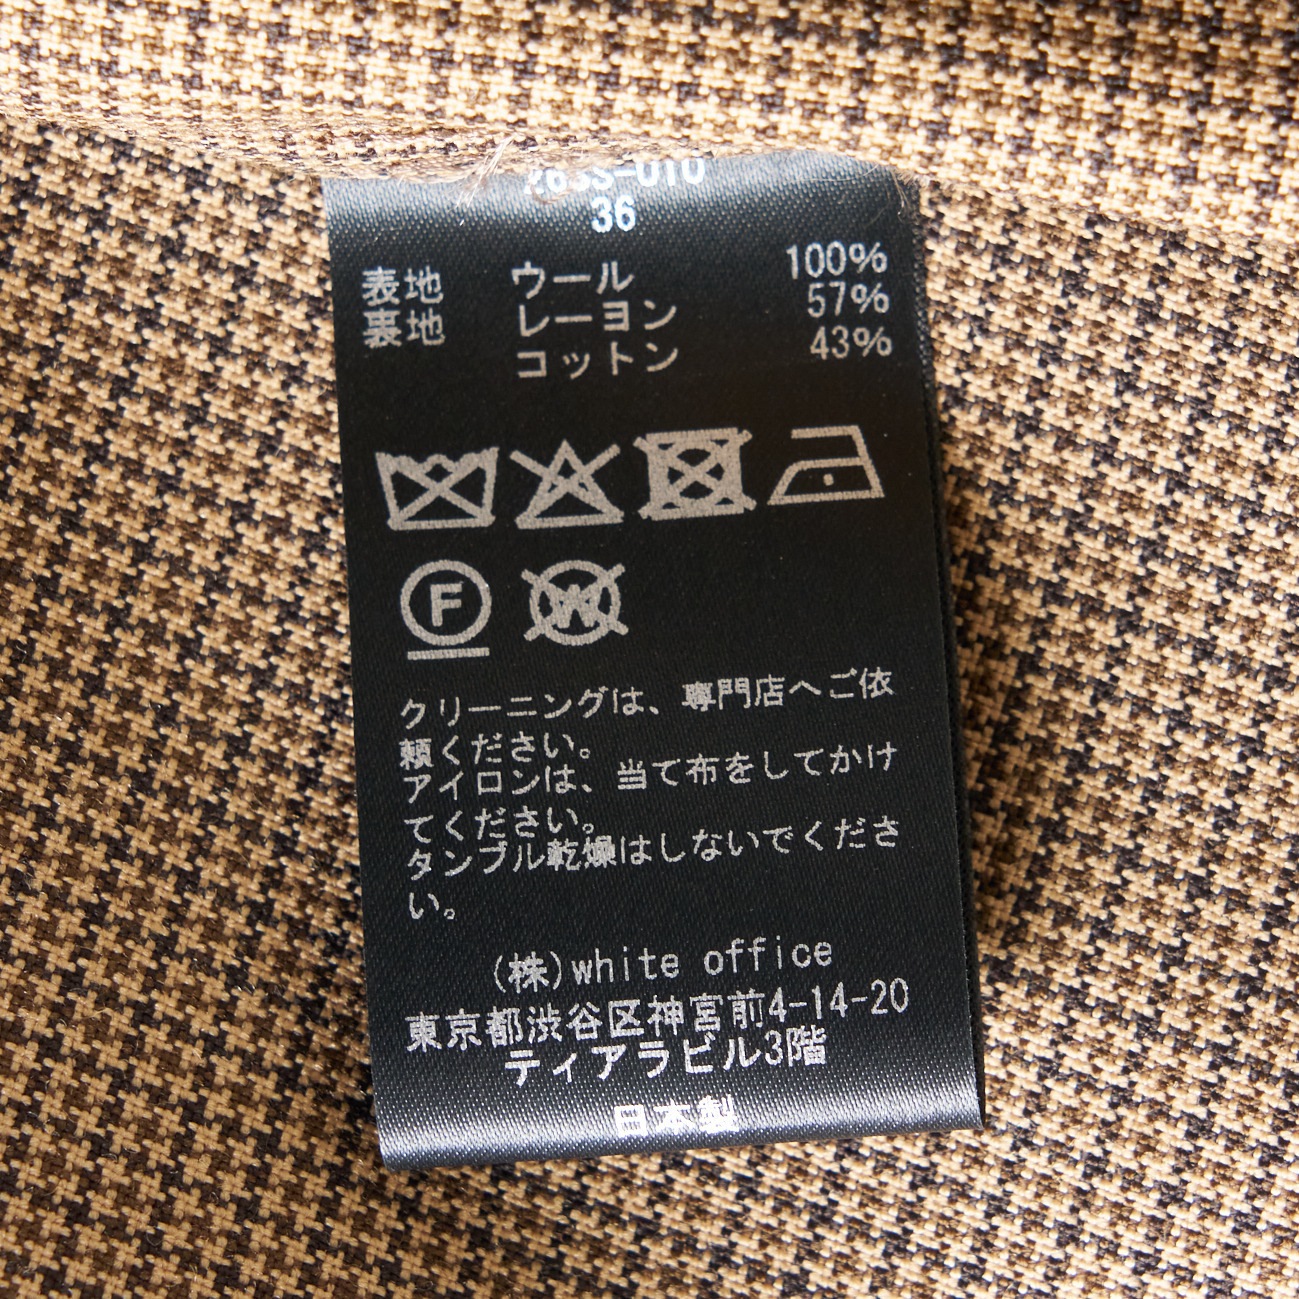 36
表地 ウール 100%
裏地 レーヨン 57%
コットン 43%
F
W
クリーニングは、専門店へご依
頼ください。
アイロンは、当て布をしてかけ
てください。
タンブル乾燥はしないでくださ
い。
(株)white office
東京都渋谷区神宮前4-14-20
ティアラビル3階
日本製